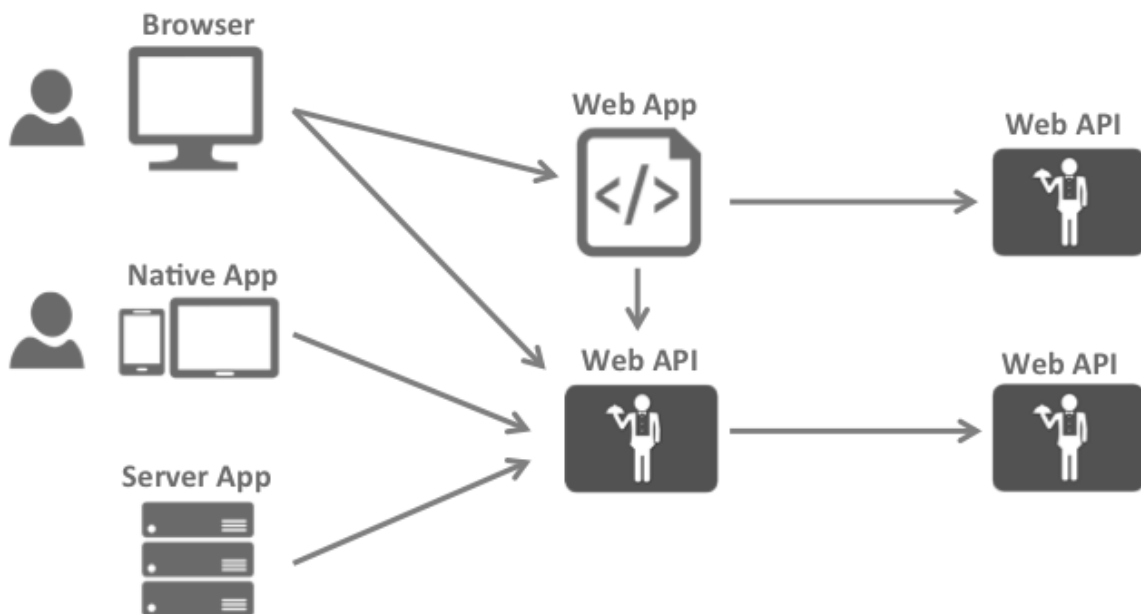 Browser
Web App
Web API
</>
Native App
Web API
Web API
Server App